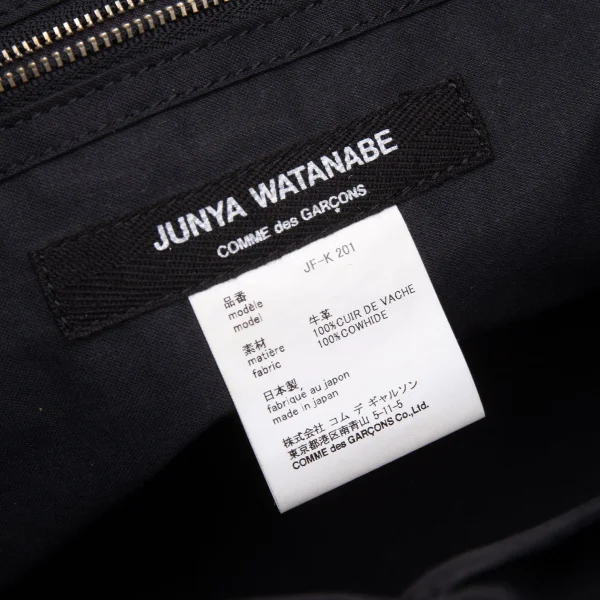 JUNYA WATANABE
COMME des GARÇONS
品番
modèle
model
JF-K 201
素材
matière
fabric
牛革
100%CUIR DE VACHE
100%COWHIDE
日本製,
fabrique au japon
made in japan
株式会社 コム デ ギャルソン
東京都港区南青山 5-11-5
COMME des GARÇONS Co.,Ltd.